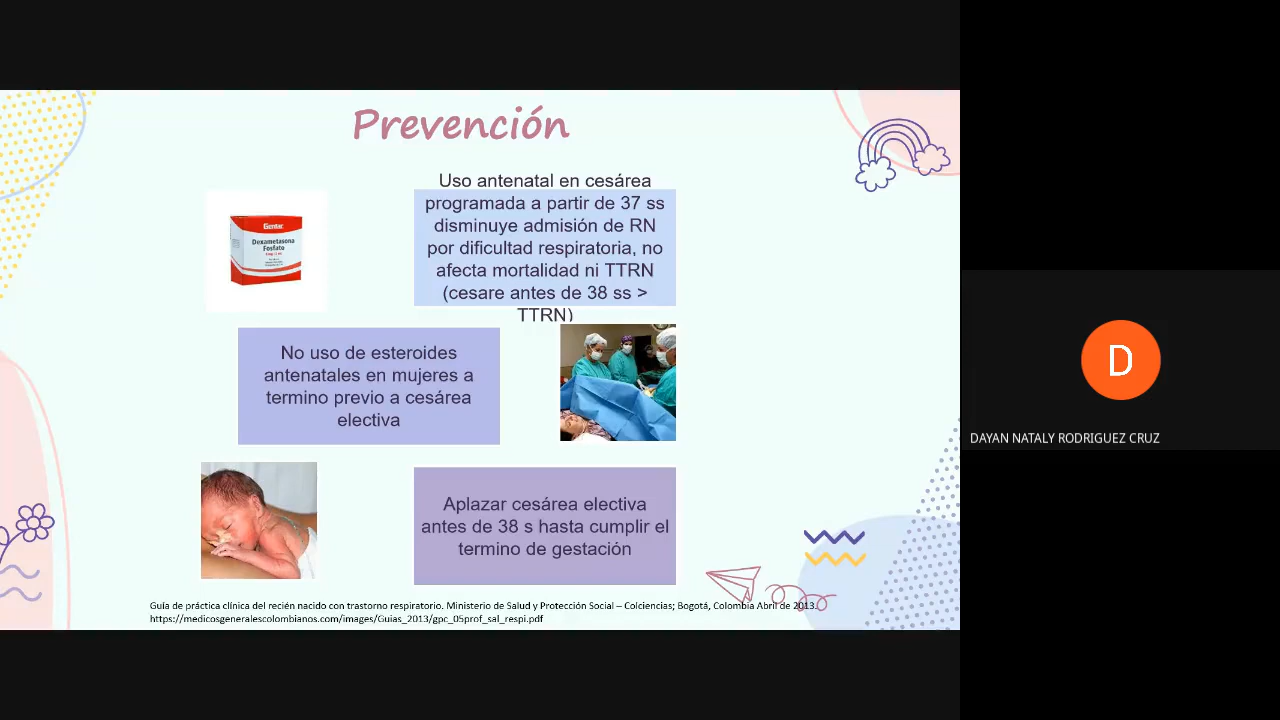 Prevención
Uso antenatal en cesárea
programada a partir de 37 ss
disminuye admisión de RN
por dificultad respiratoria, no
afecta mortalidad ni TTRN
(cesare antes de 38 ss >
TTRN)
Gentar
Dexametasona
Fosfato
No uso de esteroides
antenatales en mujeres a
termino previo a cesárea
electiva
Aplazar cesárea electiva
antes de 38 s hasta cumplir el
termino de gestación
Guía de práctica clínica del recién nacido con trastorno respiratorio. Ministerio de Salud y Protección Social – Colciencias; Bogotá, Colombia Abril de 2013.
https://medicosgeneralescolombianos.com/images/Guias_2013/gpc_05prof_sal_respi.pdf
D
DAYAN NATALY RODRIGUEZ CRUZ